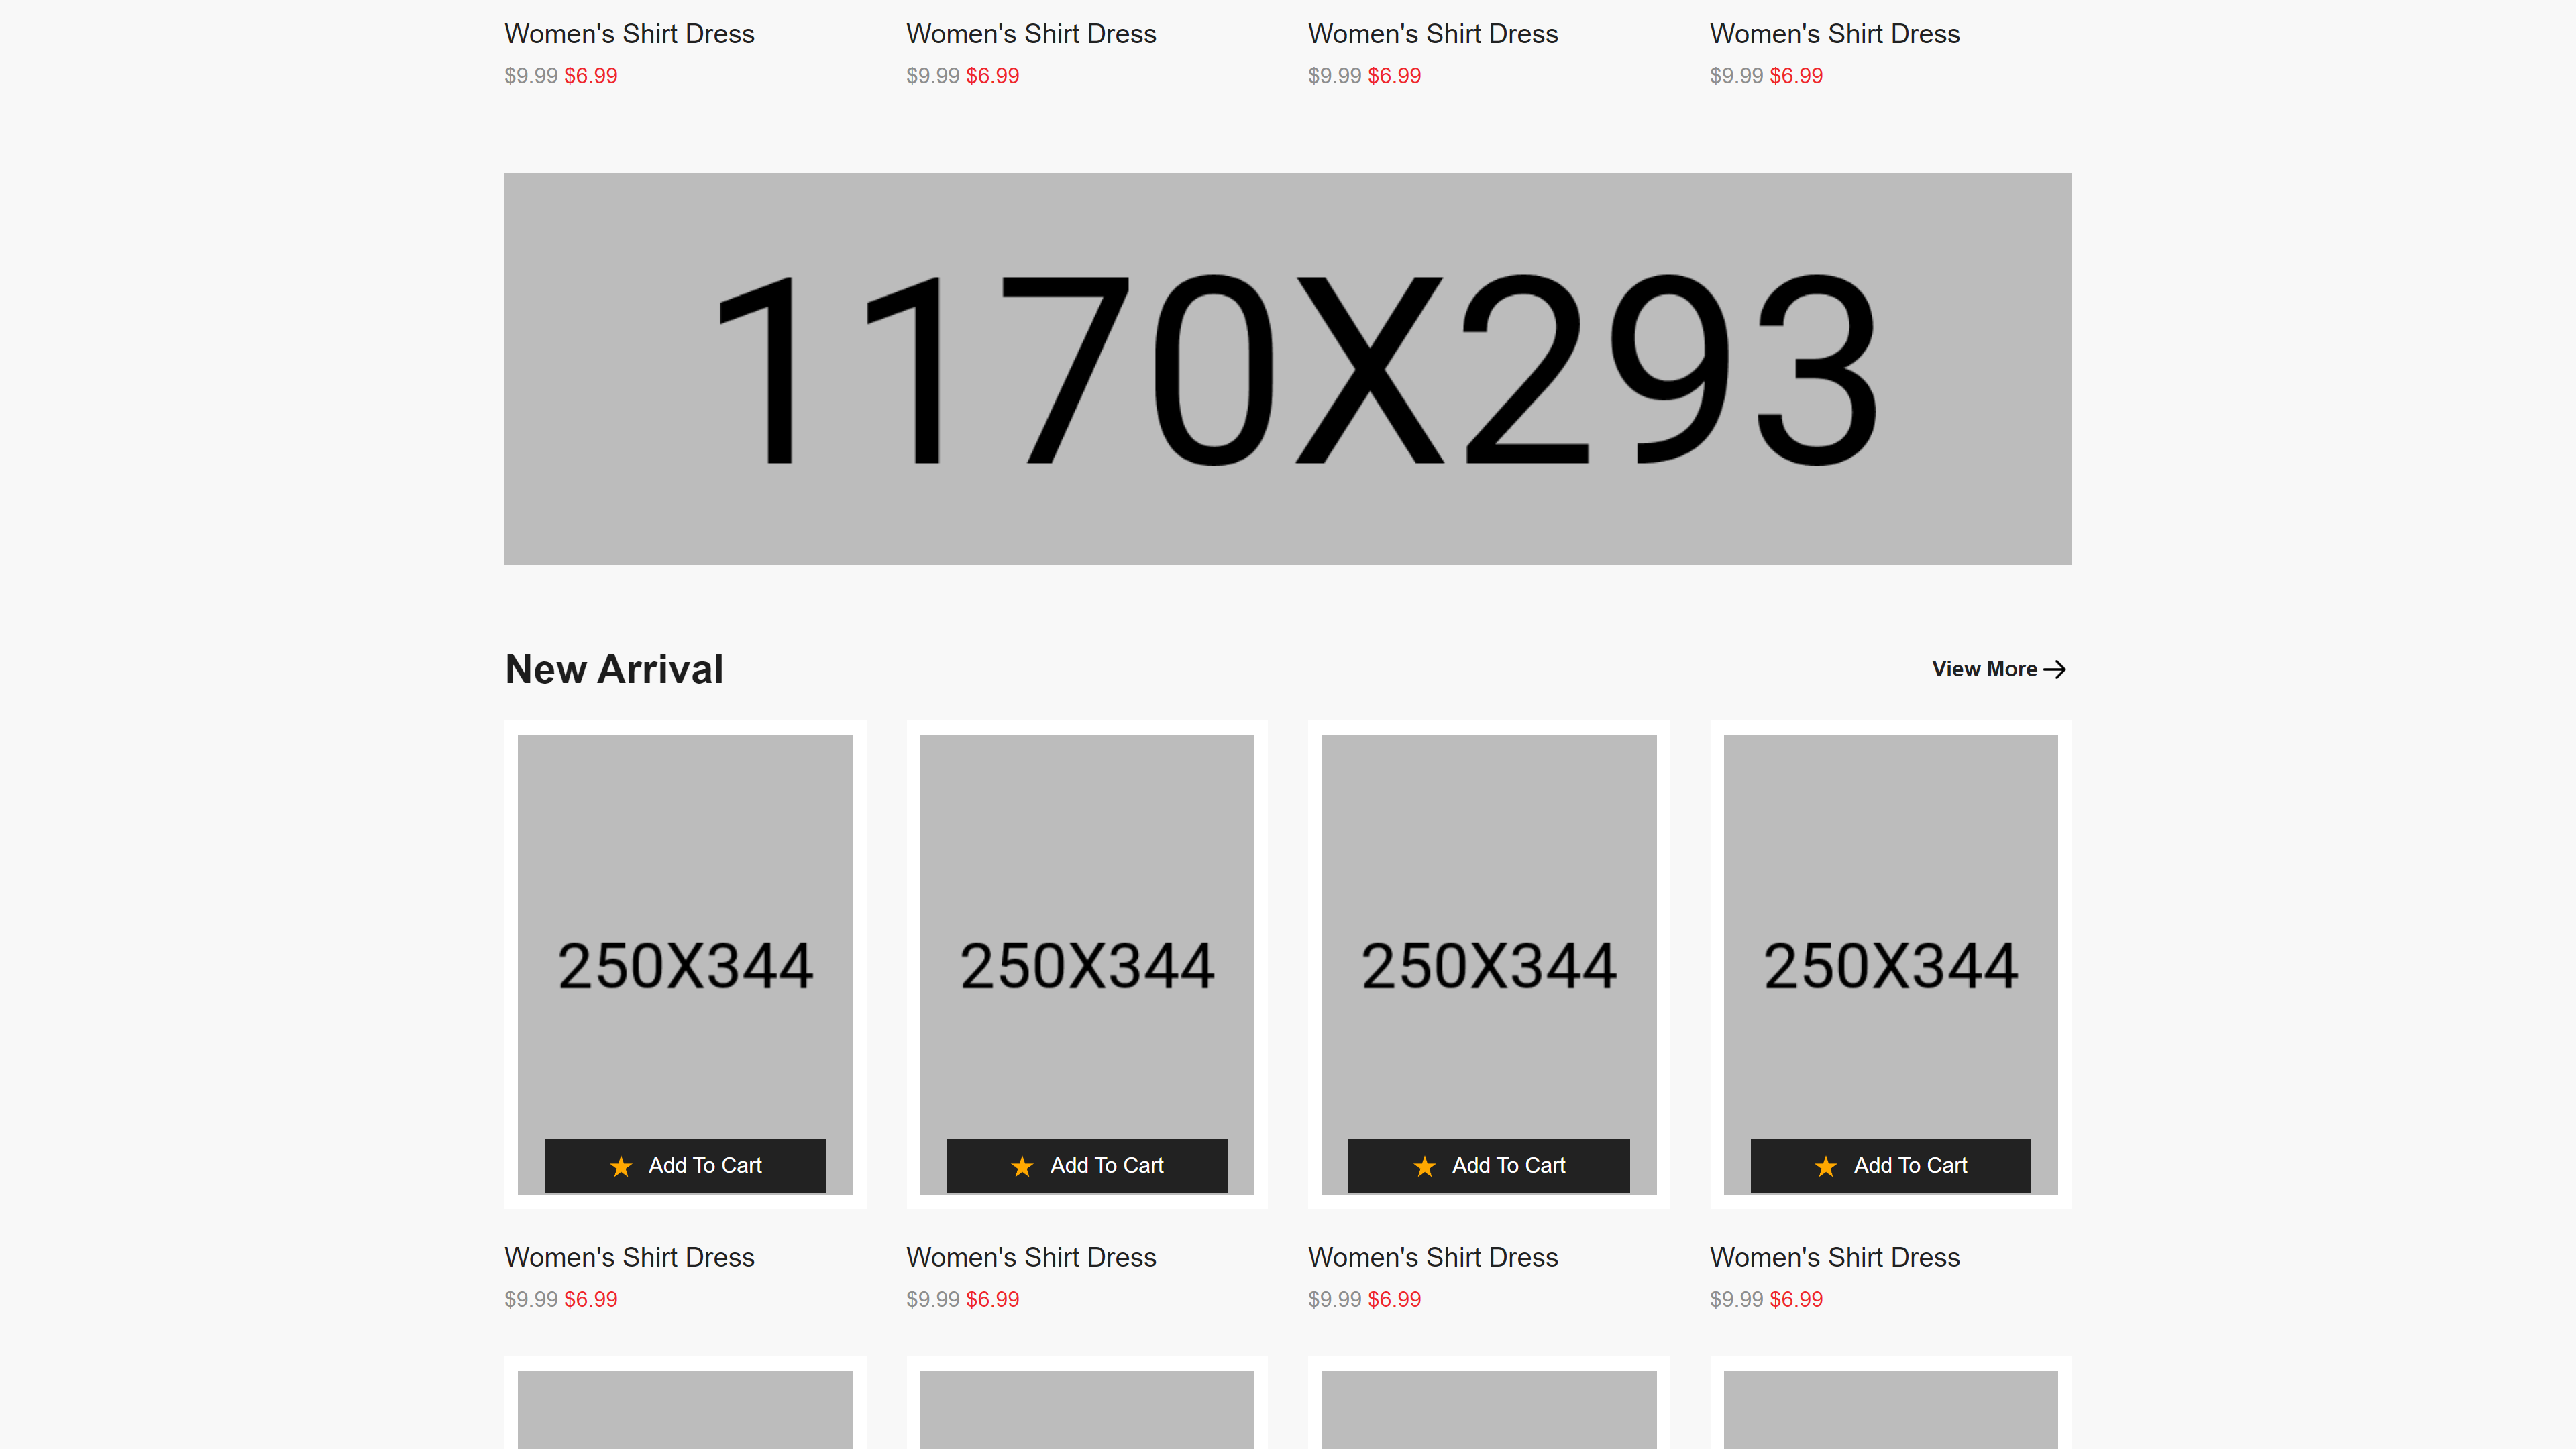 Women's Shirt Dress Women's Shirt Dress Women's Shirt Dress Women's Shirt Dress
$9.99 $6.99 $9.99 $6.99 $9.99 $6.99 $9.99 $6.99
1170X293
New Arrival View More
250X344 250X344 250X344 250X344
Add To Cart Add To Cart Add To Cart Add To Cart
Women's Shirt Dress Women's Shirt Dress Women's Shirt Dress Women's Shirt Dress
$9.99 $6.99 $9.99 $6.99 $9.99 $6.99 $9.99 $6.99